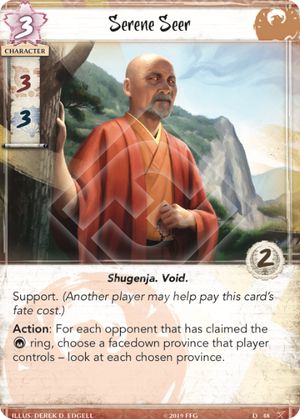 3
Serene Seer
CHARACTER
3
3
2
Shugenja. Void.
Support. (Another player may help pay this card's
fate cost.)
Action: For each opponent that has claimed the
ring, choose a facedown province that player
controls – look at each chosen province.
ILLUS: DEREK D. EDGELL
©2019 FFG
D 48